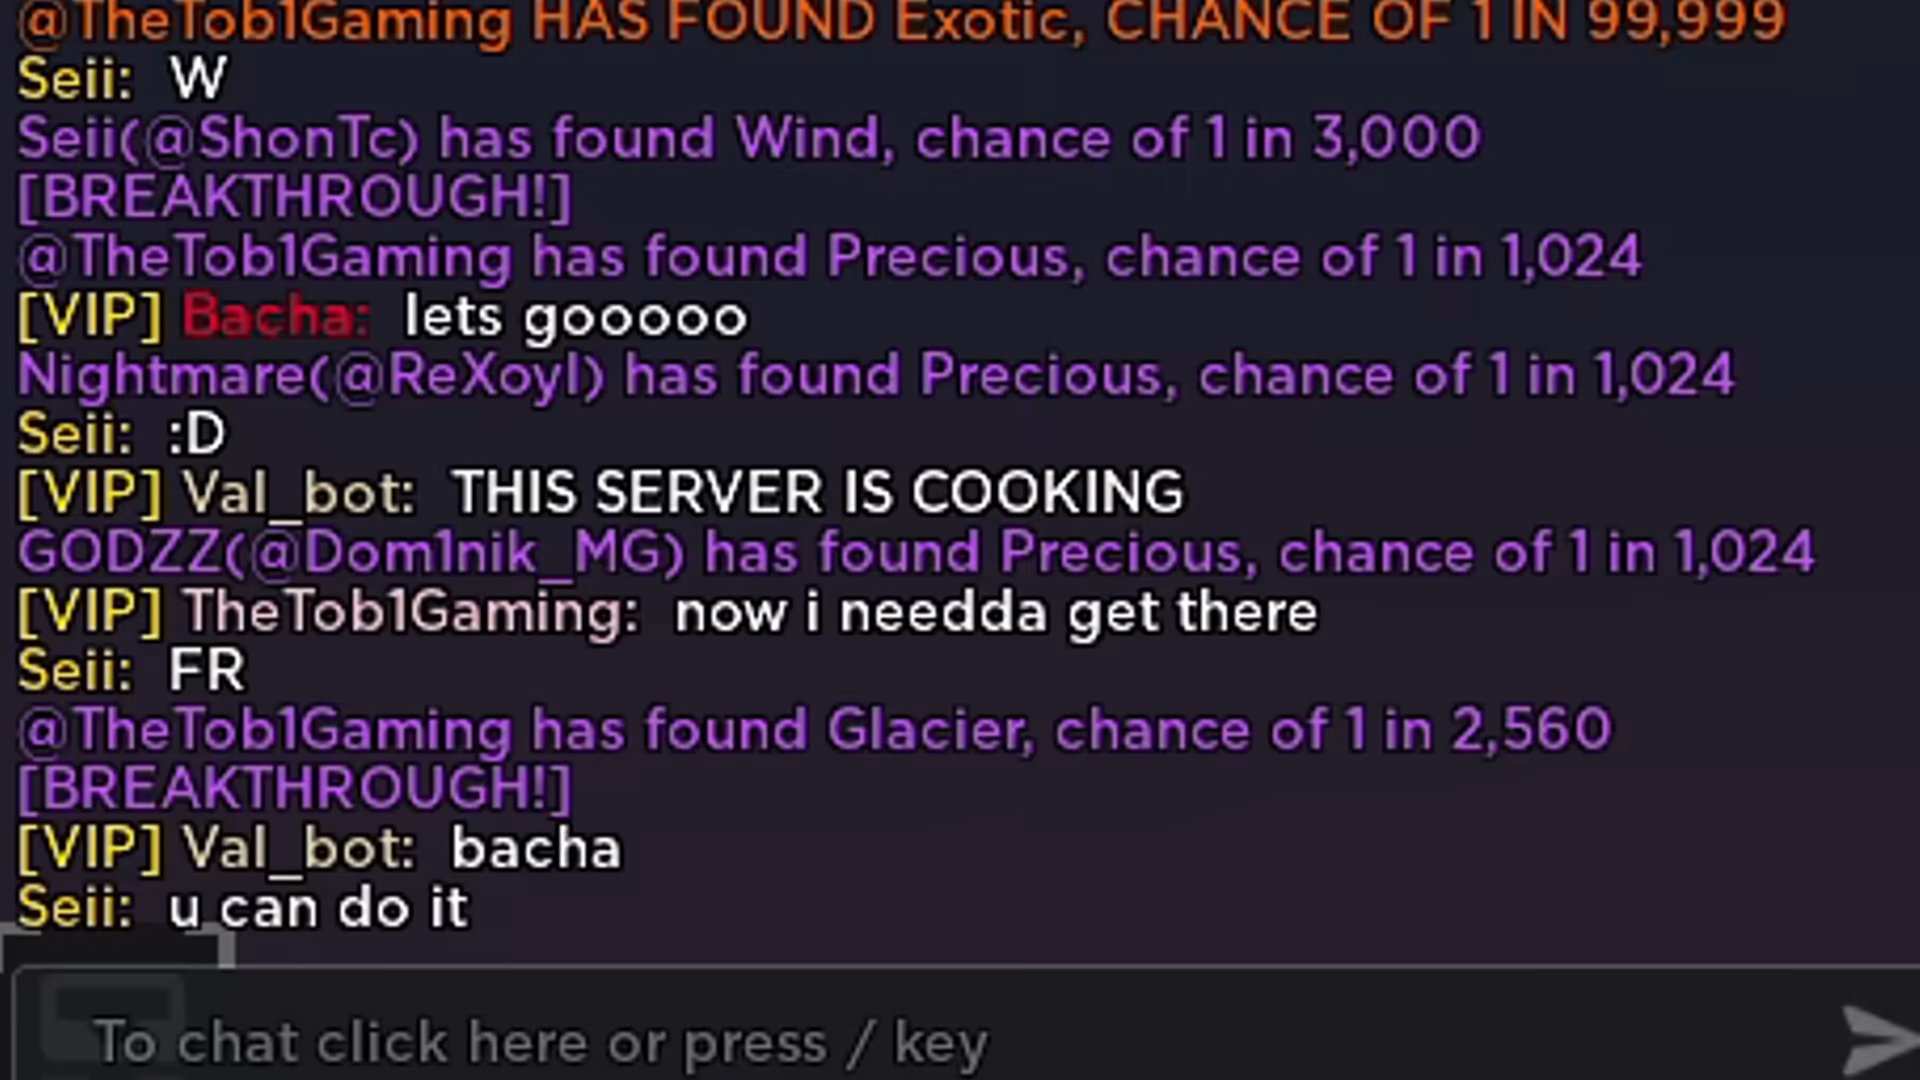 @TheTob1Gaming HAS FOUND Exotic, CHANCE OF 1 IN 99,999
Seii: W
Seii(@ShonTc) has found Wind, chance of 1 in 3,000
[BREAKTHROUGH!]
@TheTob1Gaming has found Precious, chance of 1 in 1,024
[VIP] Bacha: lets gooooo
Nightmare(@ReXoyl) has found Precious, chance of 1 in 1,024
Seii: :D
[VIP] Val_bot: THIS SERVER IS COOKING
GODZZ(@Dom1nik_MG) has found Precious, chance of 1 in 1,024
[VIP] TheTob1Gaming: now i needda get there
Seii: FR
@TheTob1Gaming has found Glacier, chance of 1 in 2,560
[BREAKTHROUGH!]
[VIP] Val_bot: bacha
Seii: u can do it
To chat click here or press / key